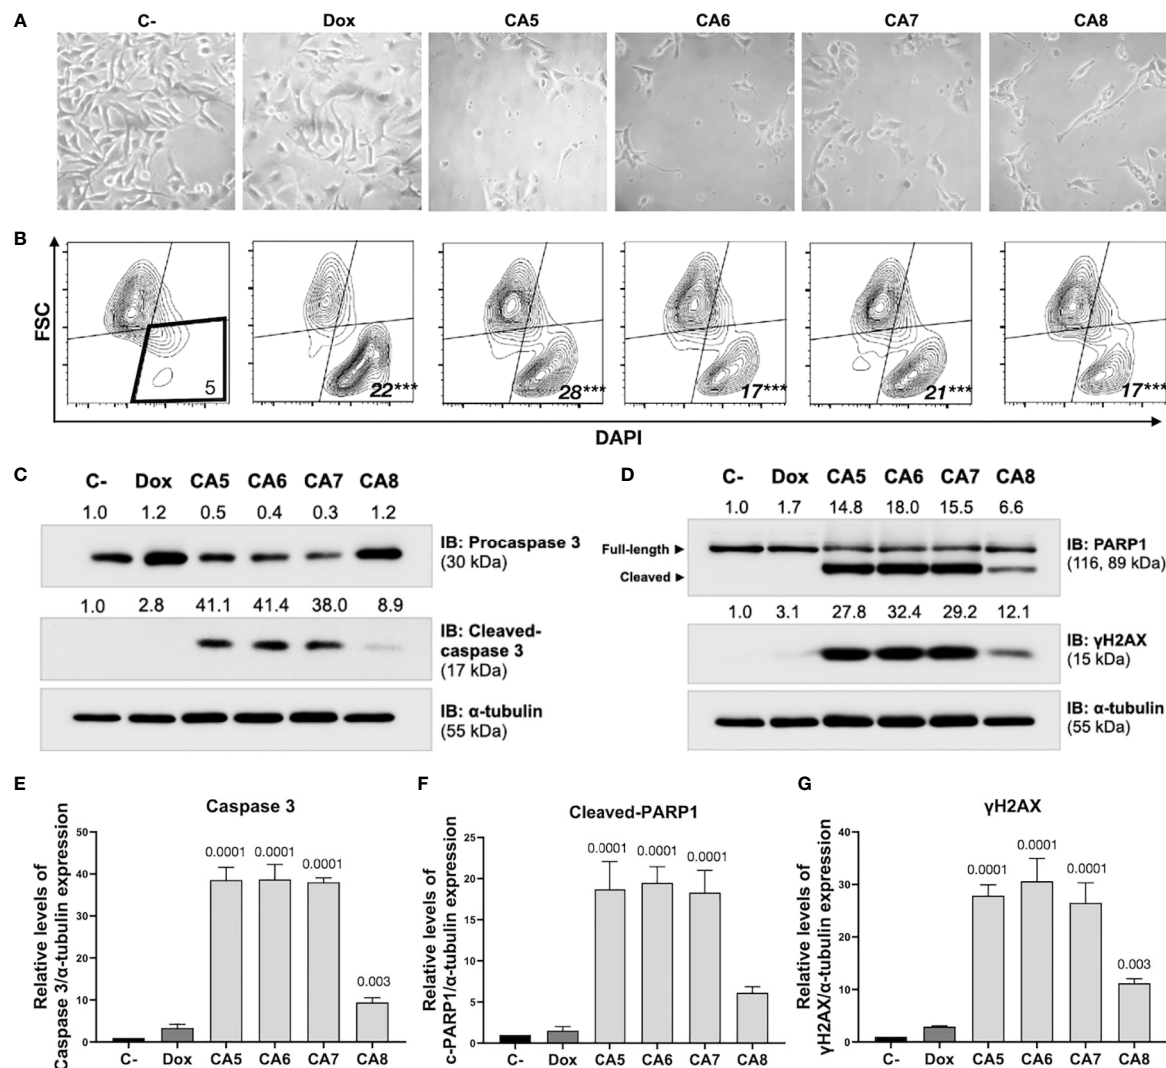 A
C- Dox CA5 CA6 CA7 CA8
B
FSC
5 22*** 28*** 17*** 21*** 17***
DAPI
C
C- Dox CA5 CA6 CA7 CA8
1.0 1.2 0.5 0.4 0.3 1.2
IB: Procaspase 3
(30 kDa)
1.0 2.8 41.1 41.4 38.0 8.9
IB: Cleaved-
caspase 3
(17 kDa)
IB: α-tubulin
(55 kDa)
D
C- Dox CA5 CA6 CA7 CA8
1.0 1.7 14.8 18.0 15.5 6.6
Full-length
Cleaved
IB: PARP1
(116, 89 kDa)
1.0 3.1 27.8 32.4 29.2 12.1
IB: γH2AX
(15 kDa)
IB: α-tubulin
(55 kDa)
E
Caspase 3
Relative levels of
Caspase 3/α-tubulin expression
50
40
30
20
10
0
0.0001 0.0001 0.0001 0.003
C- Dox CA5 CA6 CA7 CA8
F
Cleaved-PARP1
Relative levels of
c-PARP1/α-tubulin expression
25
20
15
10
5
0
0.0001 0.0001 0.0001
C- Dox CA5 CA6 CA7 CA8
G
γH2AX
Relative levels of
γH2AX/α-tubulin expression
40
30
20
10
0
0.0001 0.0001 0.0001 0.003
C- Dox CA5 CA6 CA7 CA8